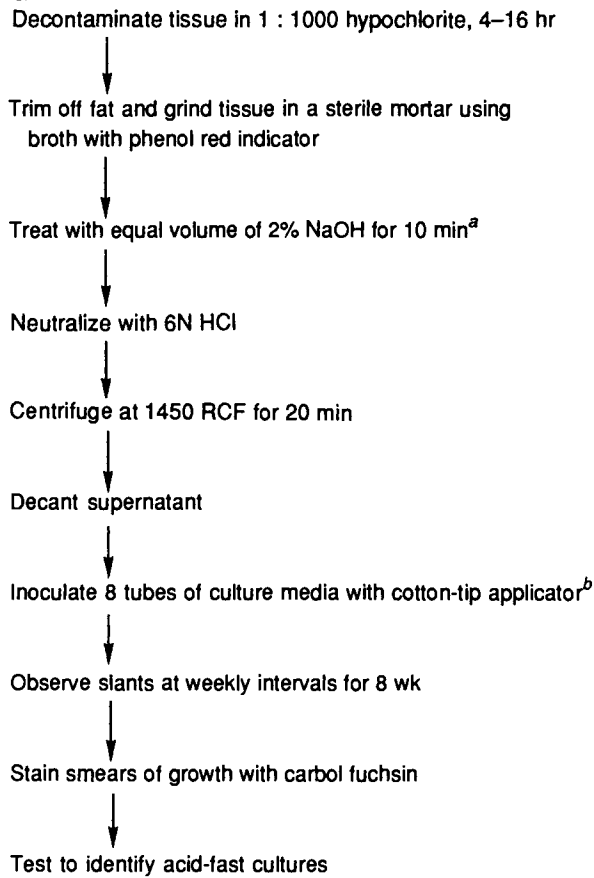 Decontaminate tissue in 1 : 1000 hypochlorite, 4–16 hr
Trim off fat and grind tissue in a sterile mortar using
broth with phenol red indicator
Treat with equal volume of 2% NaOH for 10 min^a
Neutralize with 6N HCl
Centrifuge at 1450 RCF for 20 min
Decant supernatant
Inoculate 8 tubes of culture media with cotton-tip applicator^b
Observe slants at weekly intervals for 8 wk
Stain smears of growth with carbol fuchsin
Test to identify acid-fast cultures